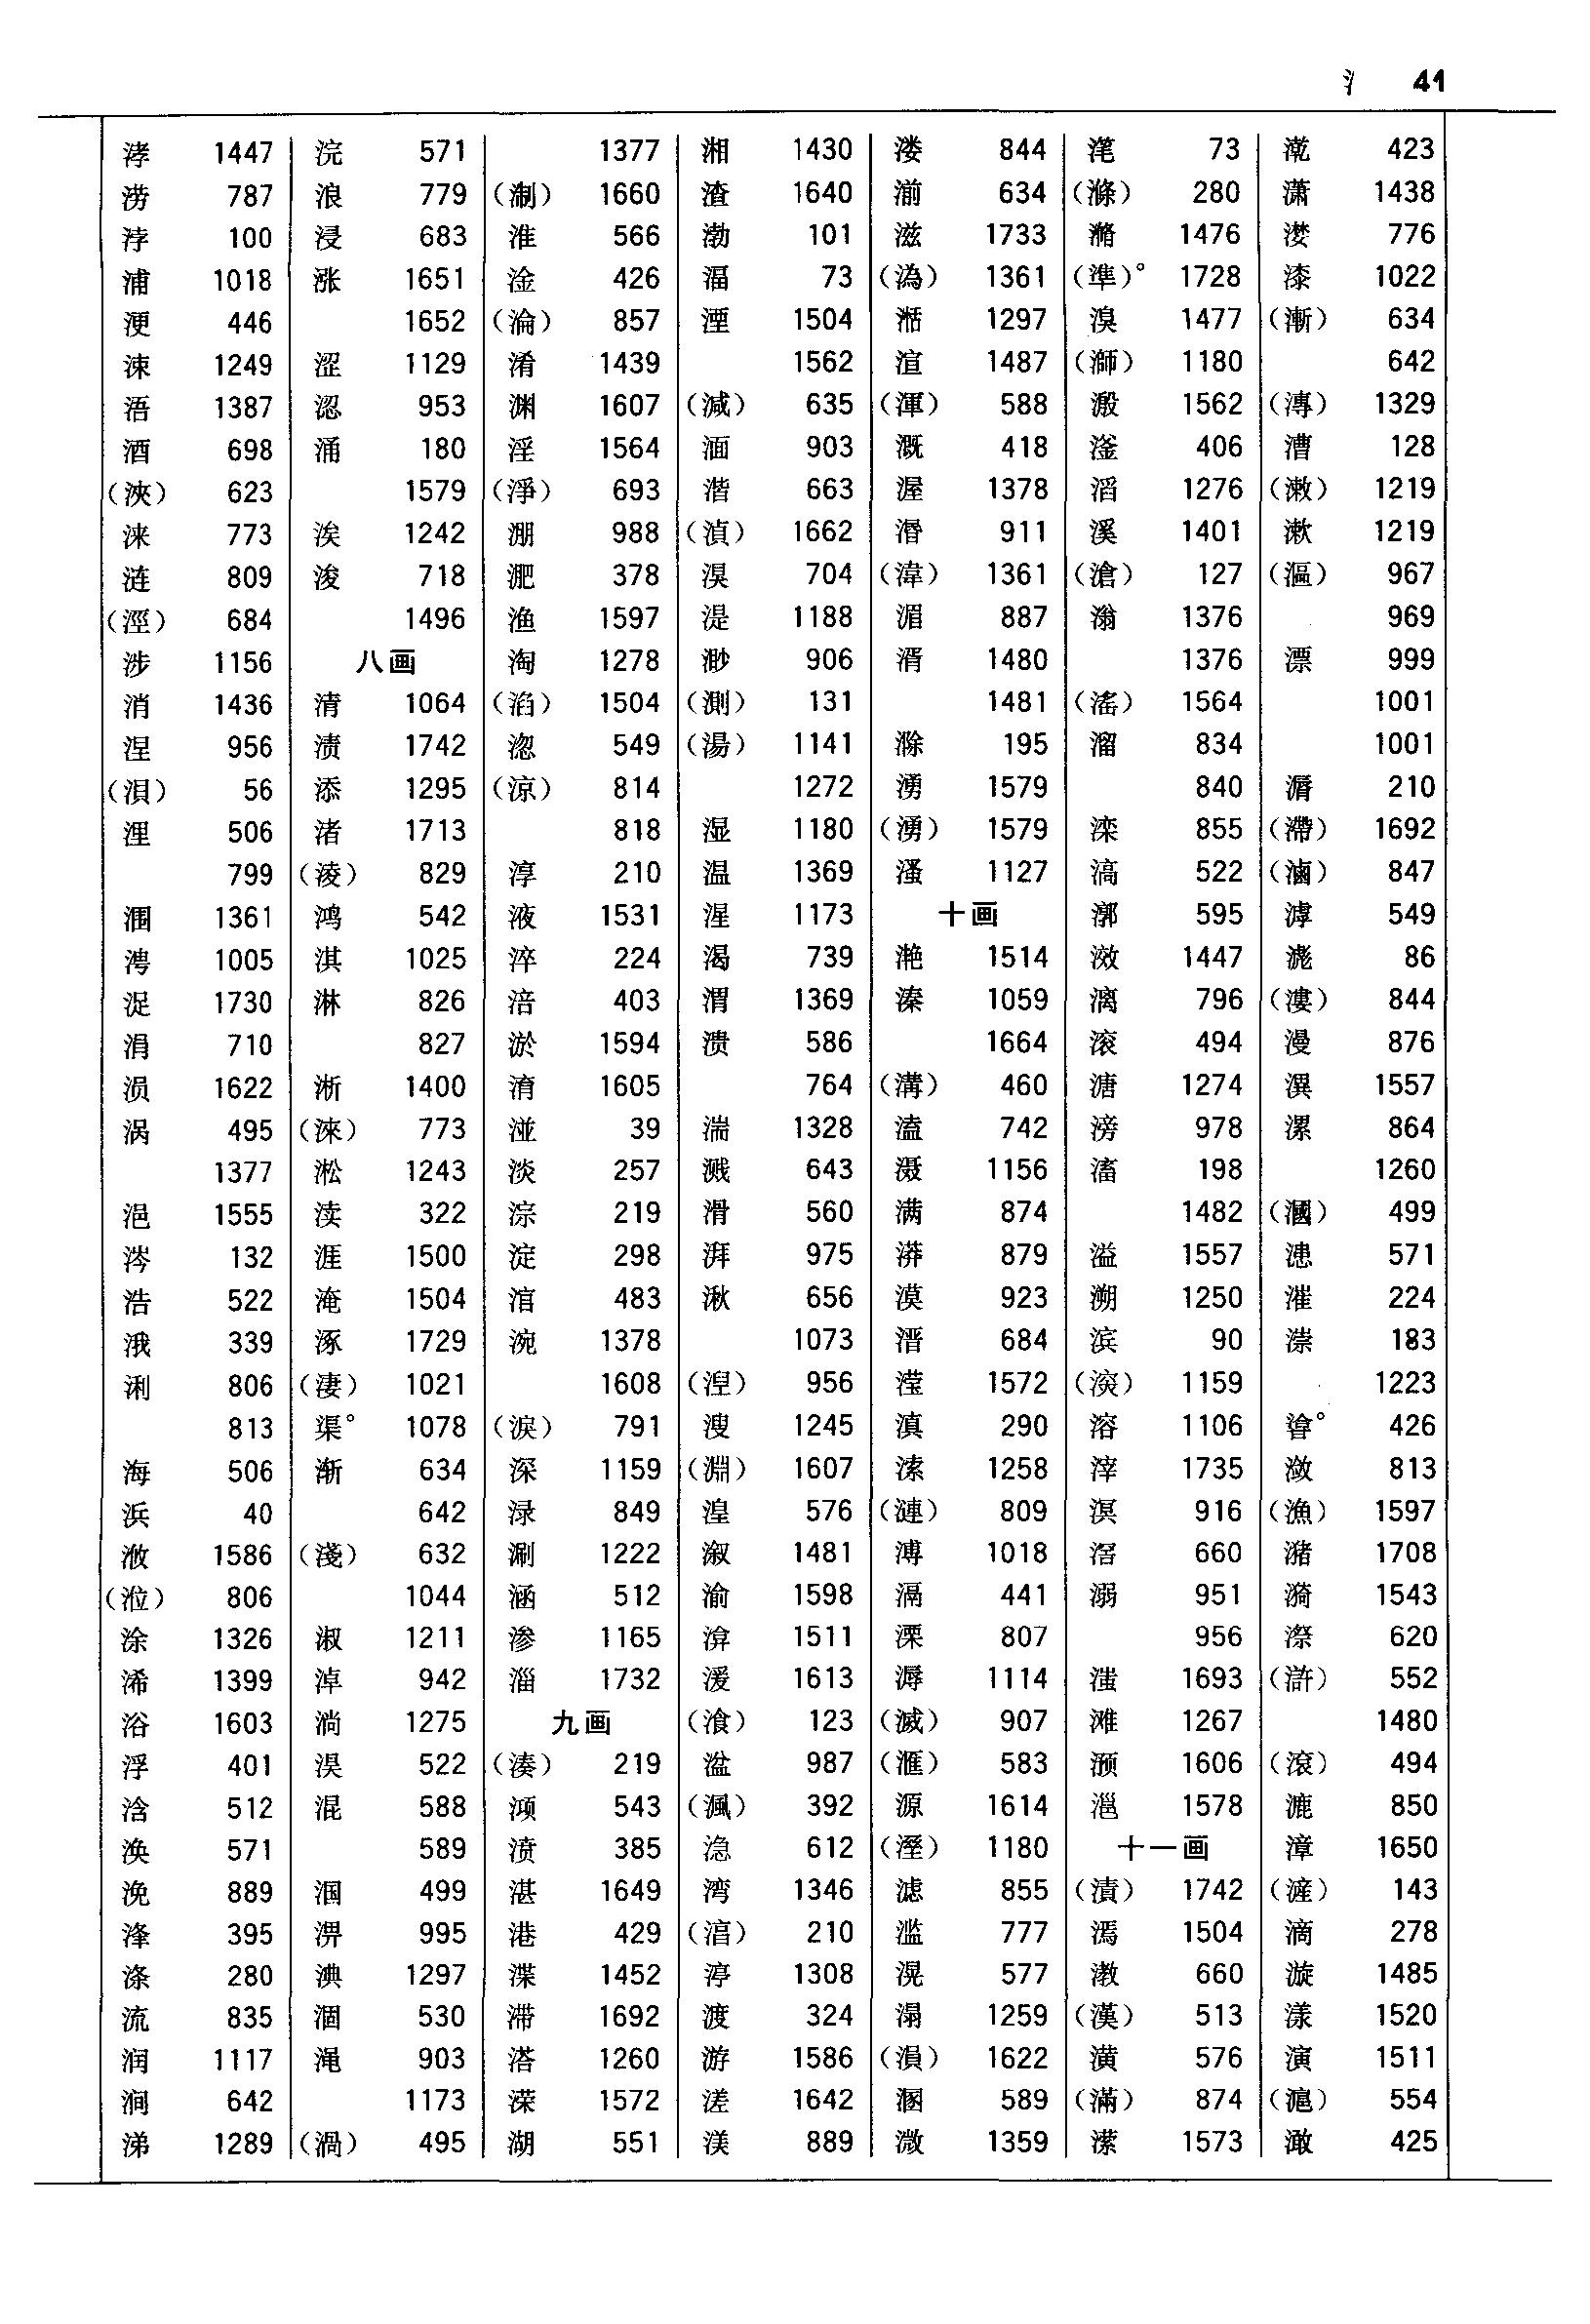 氵 41
涍 1447
涝 787
浡 100
浦 1018
浭 446
涑 1249
浯 1387
酒 698
(浹) 623
涞 773
涟 809
(涇) 684
涉 1156
消 1436
涅 956
(浿) 56
浬 506
799
涠 1361
涄 1005
浞 1730
涓 710
涢 1622
涡 495
1377
浥 1555
涔 132
浩 522
涐 339
浰 806
813
海 506
浜 40
浟 1586
(涖) 806
涂 1326
浠 1399
浴 1603
浮 401
浛 512
涣 571
浼 889
浲 395
涤 280
流 835
润 1117
涧 642
涕 1289
浣 571
浪 779
浸 683
涨 1651
1652
涩 1129
涊 953
涌 180
1579
涘 1242
浚 718
1496
八画
清 1064
渍 1742
添 1295
渚 1713
(淩) 829
鸿 542
淇 1025
淋 826
827
淅 1400
(淶) 773
淞 1243
渎 322
涯 1500
淹 1504
涿 1729
(淒) 1021
渠° 1078
渐 634
642
(淺) 632
1044
淑 1211
淖 942
淌 1275
淏 522
混 588
589
涃 499
淠 995
淟 1297
涸 530
渑 903
1173
(渦) 495
1377
(淛) 1660
淮 566
淦 426
(淪) 857
淆 1439
渊 1607
淫 1564
(淨) 693
淜 988
淝 378
渔 1597
淘 1278
(淊) 1504
淴 549
(涼) 814
818
淳 210
液 1531
淬 224
涪 403
淤 1594
淯 1605
湴 39
淡 257
淙 219
淀 298
涫 483
涴 1378
1608
(淚) 791
深 1159
渌 849
涮 1222
涵 512
渗 1165
淄 1732
九画
(湊) 219
湏 543
渍 385
湛 1649
港 429
渫 1452
滞 1692
溚 1260
溁 1572
湖 551
湘 1430
渣 1640
渤 101
湢 73
湮 1504
1562
(減) 635
湎 903
湝 663
(湞) 1662
湨 704
湜 1188
渺 906
(測) 131
(湯) 1141
1272
湿 1180
温 1369
渻 1173
渴 739
渭 1369
溃 586
764
湍 1328
溅 643
滑 560
湃 975
湫 656
1073
(湼) 956
溲 1245
(淵) 1607
湟 576
溆 1481
渝 1598
渰 1511
湲 1613
(湌) 123
湓 987
(渢) 392
湣 612
湾 1346
(湻) 210
渟 1308
渡 324
游 1586
溠 1642
渼 889
溇 844
湔 634
滋 1733
(溈) 1361
湉 1297
渲 1487
(渾) 588
溉 418
渥 1378
湣 911
(湋) 1361
湄 887
湑 1480
1481
滁 195
湧 1579
(湧) 1579
溞 1127
十画
滟 1514
溱 1059
1664
(溝) 460
溘 742
滠 1156
满 874
漭 879
漠 923
溍 684
滢 1572
滇 290
溹 1258
(漣) 809
溥 1018
滆 441
溧 807
溽 1114
(滅) 907
(滙) 583
源 1614
(溼) 1180
滤 855
滥 777
滉 577
溻 1259
(溳) 1622
溷 589
溦 1359
滗 73
(滌) 280
滫 1476
(準)° 1728
溴 1477
(溮) 1180
溵 1562
滏 406
滔 1276
溪 1401
(滄) 127
滃 1376
1376
(滛) 1564
溜 834
840
滦 855
滈 522
漷 595
滧 1447
漓 796
滚 494
溏 1274
滂 978
滀 198
1482
溢 1557
溯 1250
滨 90
(滖) 1159
溶 1106
滓 1735
溟 916
滘 660
溺 951
956
滍 1693
滩 1267
滪 1606
滬 1578
十一画
(漬) 1742
漹 1504
漖 660
(漢) 513
潢 576
(滿) 874
潆 1573
漧 423
潇 1438
漤 776
漆 1022
(漸) 634
642
(漙) 1329
漕 128
(漱) 1219
漱 1219
(漚) 967
969
漂 999
1001
1001
漘 210
(滯) 1692
(滷) 847
滹 549
滮 86
(漊) 844
漫 876
潩 1557
漯 864
1260
(漍) 499
漶 571
漼 224
漴 183
1223
鼝° 426
潋 813
(漁) 1597
潴 1708
漪 1543
漈 620
(滸) 552
1480
(滾) 494
漉 850
漳 1650
(滻) 143
滴 278
漩 1485
漾 1520
演 1511
(滬) 554
澉 425